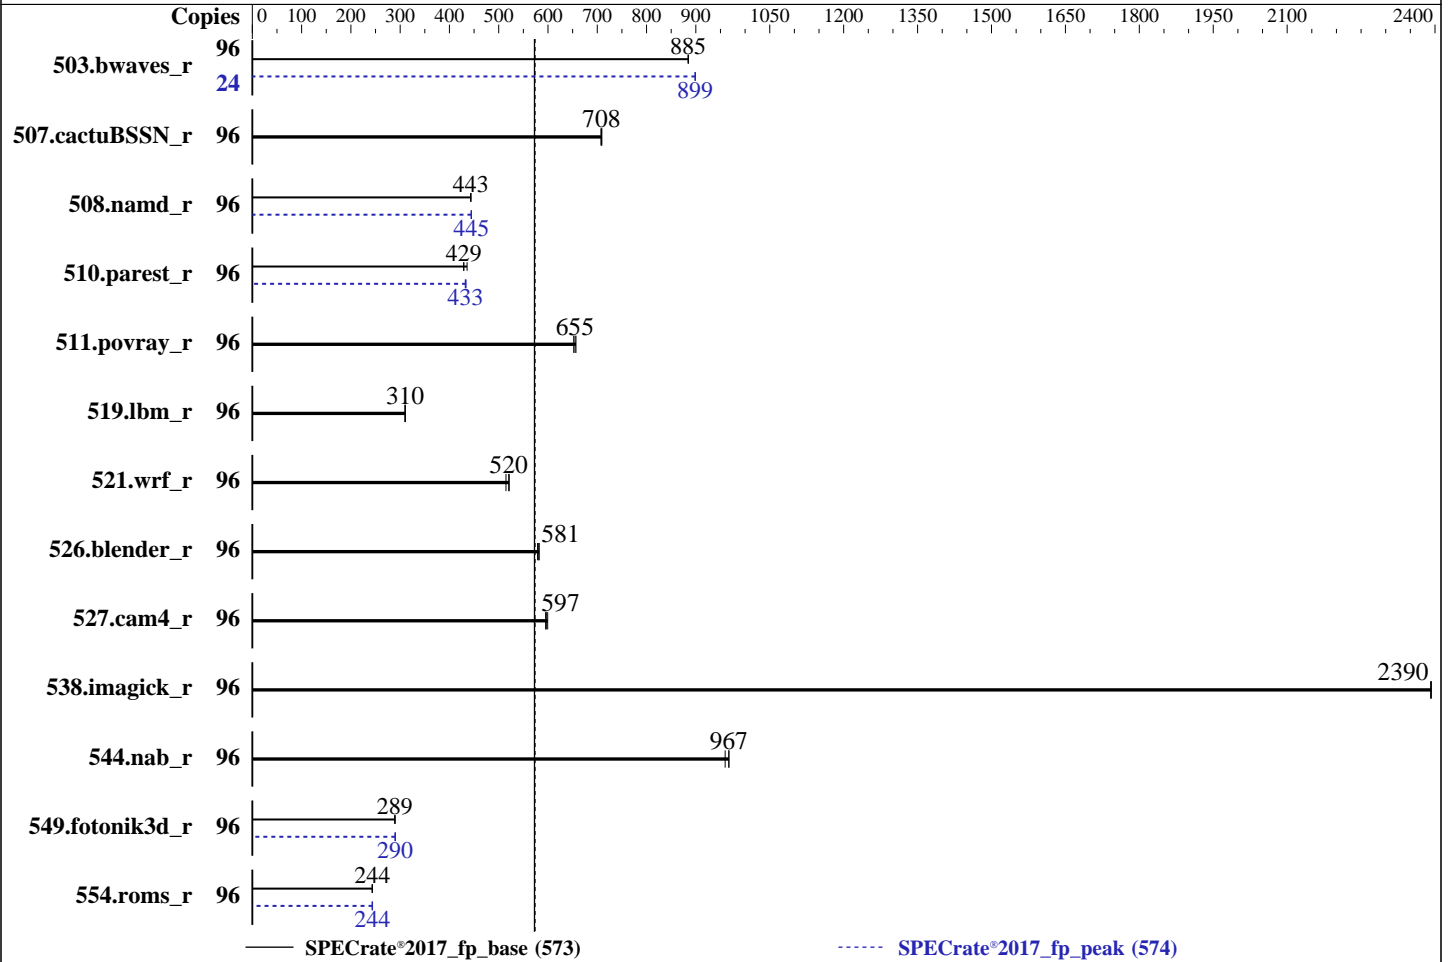 Copies 0 100 200 300 400 500 600 700 800 900 1050 1200 1350 1500 1650 1800 1950 2100 2400
503.bwaves_r 96 885
24 899
507.cactuBSSN_r 96 708
508.namd_r 96 443
445
510.parest_r 96 429
433
511.povray_r 96 655
519.lbm_r 96 310
521.wrf_r 96 520
526.blender_r 96 581
527.cam4_r 96 597
538.imagick_r 96 2390
544.nab_r 96 967
549.fotonik3d_r 96 289
290
554.roms_r 96 244
244
SPECrate®2017_fp_base (573) SPECrate®2017_fp_peak (574)